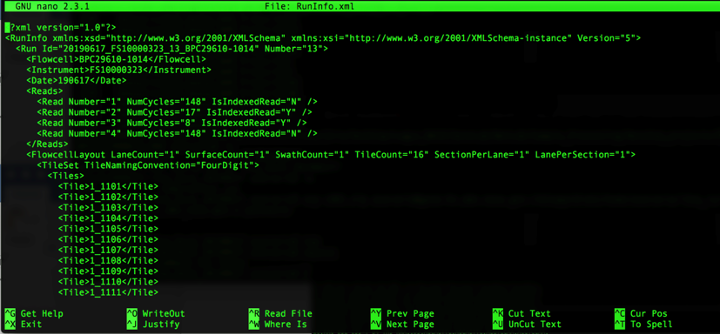 GNU nano 2.3.1 File: RunInfo.xml
?xml version="1.0"?>
<RunInfo xmlns:xsd="http://www.w3.org/2001/XMLSchema" xmlns:xsi="http://www.w3.org/2001/XMLSchema-instance" Version="5">
<Run Id="20190617_FS10000323_13_BPC29610-1014" Number="13">
<Flowcell>BPC29610-1014</Flowcell>
<Instrument>FS10000323</Instrument>
<Date>190617</Date>
<Reads>
<Read Number="1" NumCycles="148" IsIndexedRead="N" />
<Read Number="2" NumCycles="17" IsIndexedRead="Y" />
<Read Number="3" NumCycles="8" IsIndexedRead="Y" />
<Read Number="4" NumCycles="148" IsIndexedRead="N" />
</Reads>
<FlowcellLayout LaneCount="1" SurfaceCount="1" SwathCount="1" TileCount="16" SectionPerLane="1" LanePerSection="1">
<TileSet TileNamingConvention="FourDigit">
<Tiles>
<Tile>1_1101</Tile>
<Tile>1_1102</Tile>
<Tile>1_1103</Tile>
<Tile>1_1104</Tile>
<Tile>1_1105</Tile>
<Tile>1_1106</Tile>
<Tile>1_1107</Tile>
<Tile>1_1108</Tile>
<Tile>1_1109</Tile>
<Tile>1_1110</Tile>
<Tile>1_1111</Tile>
^G Get Help ^O WriteOut ^R Read File ^Y Prev Page ^K Cut Text ^C Cur Pos
^X Exit ^J Justify ^W Where Is ^V Next Page ^U UnCut Text ^T To Spell